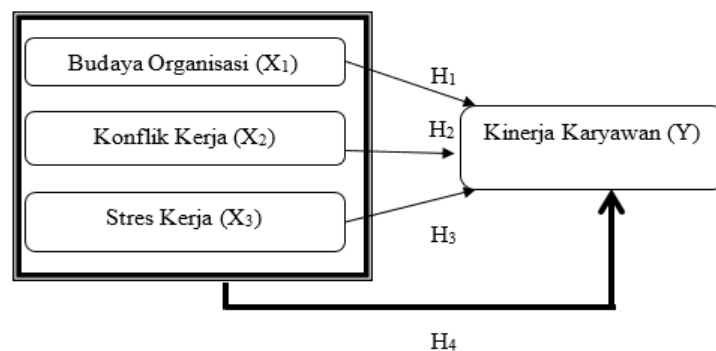 Budaya Organisasi (X₁)
H₁
Konflik Kerja (X₂)
H₂
Kinerja Karyawan (Y)
Stres Kerja (X₃)
H₃
H₄